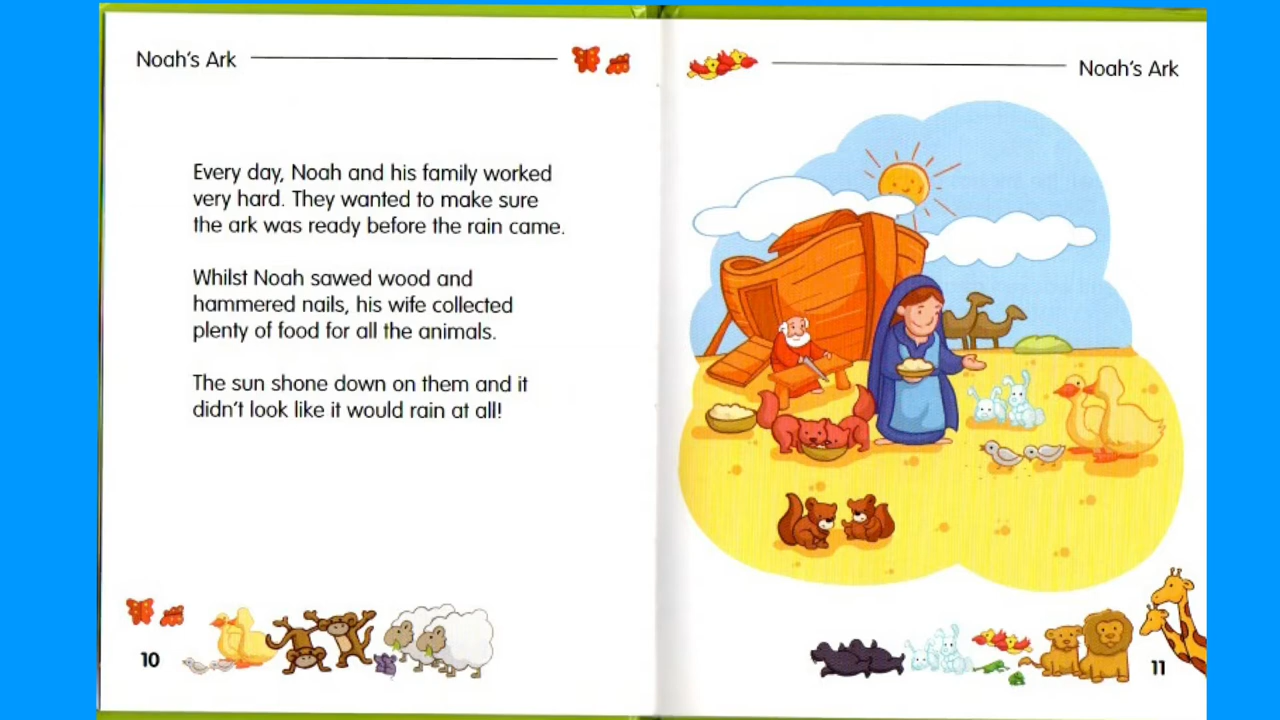 Noah's Ark
Every day, Noah and his family worked
very hard. They wanted to make sure
the ark was ready before the rain came.
Whilst Noah sawed wood and
hammered nails, his wife collected
plenty of food for all the animals.
The sun shone down on them and it
didn't look like it would rain at all!
10
Noah's Ark
11